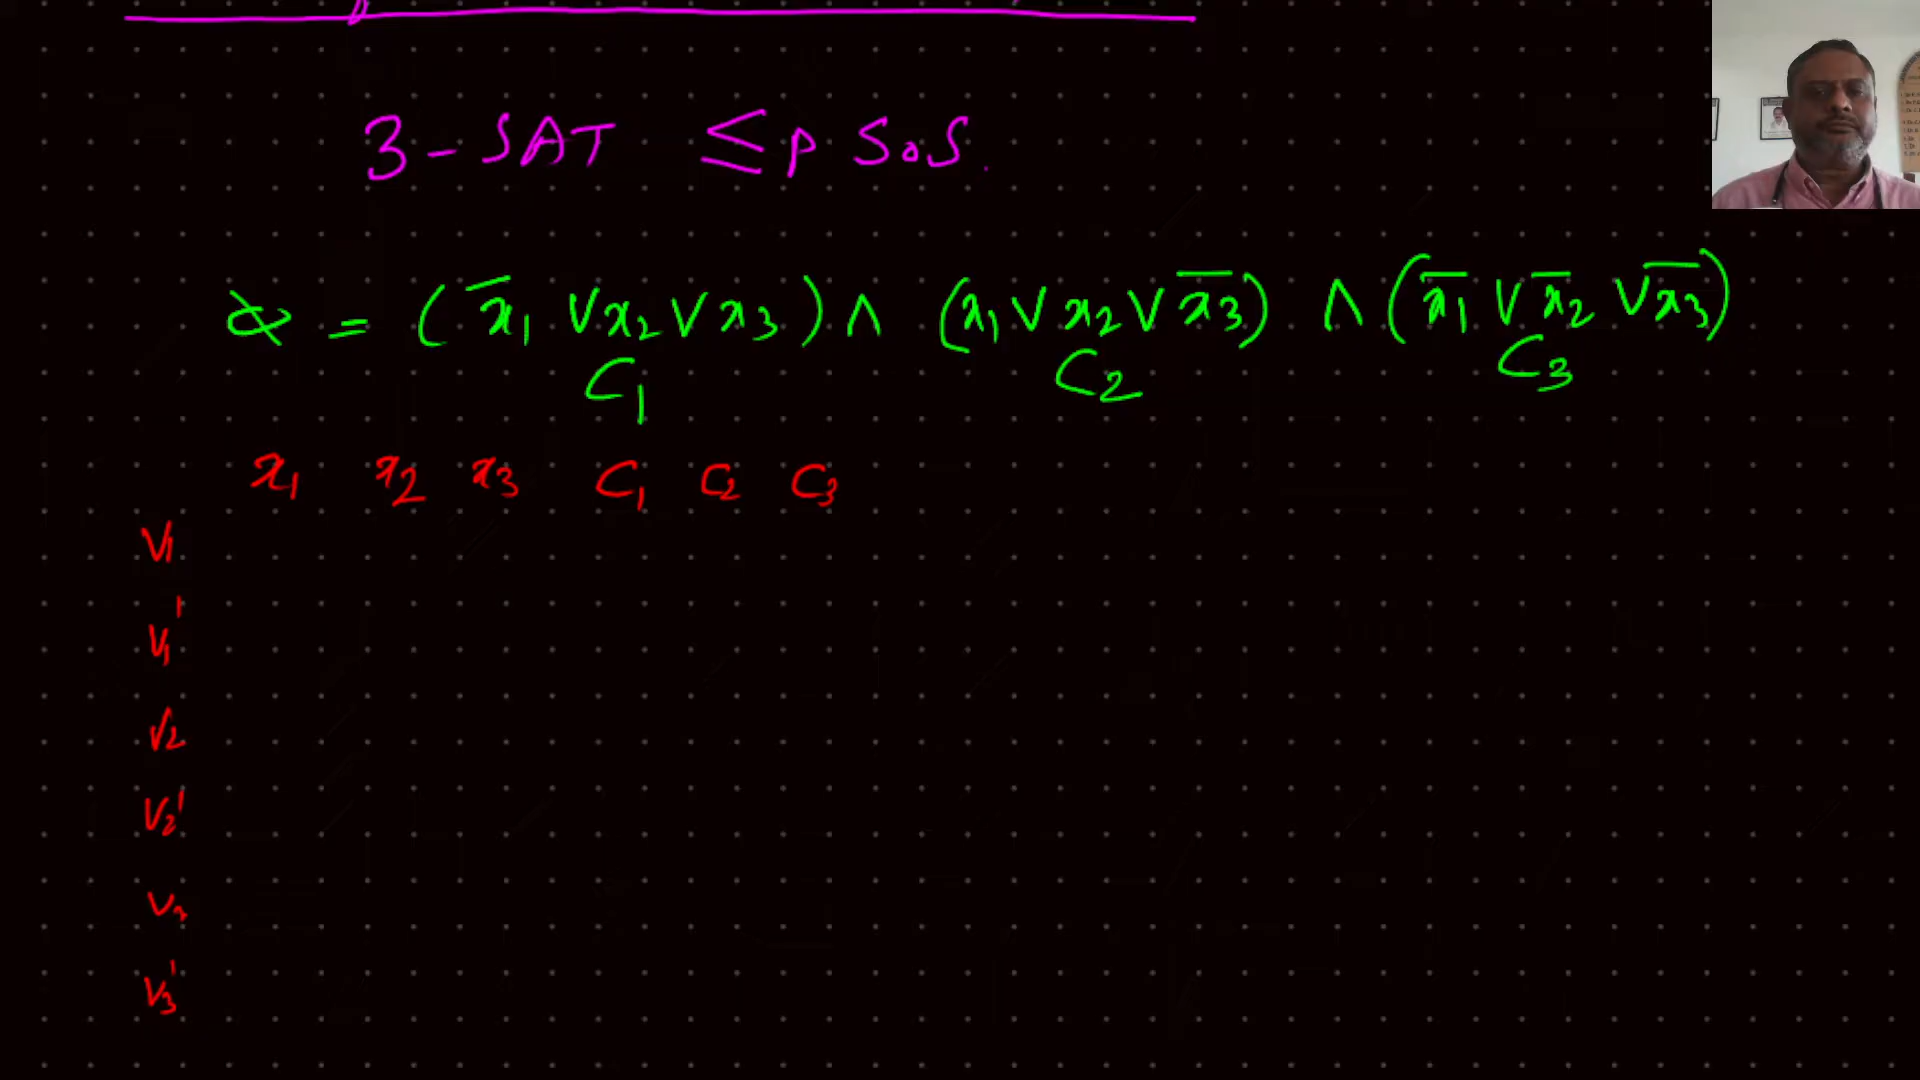 3-SAT ≤p SoS.
φ = (x̅1 ∨ x2 ∨ x3) ∧ (x1 ∨ x2 ∨ x̅3) ∧ (x̅1 ∨ x̅2 ∨ x̅3)
C1 C2 C3
x1 x2 x3 C1 C2 C3
V1
V1'
V2
V2'
V3
V3'